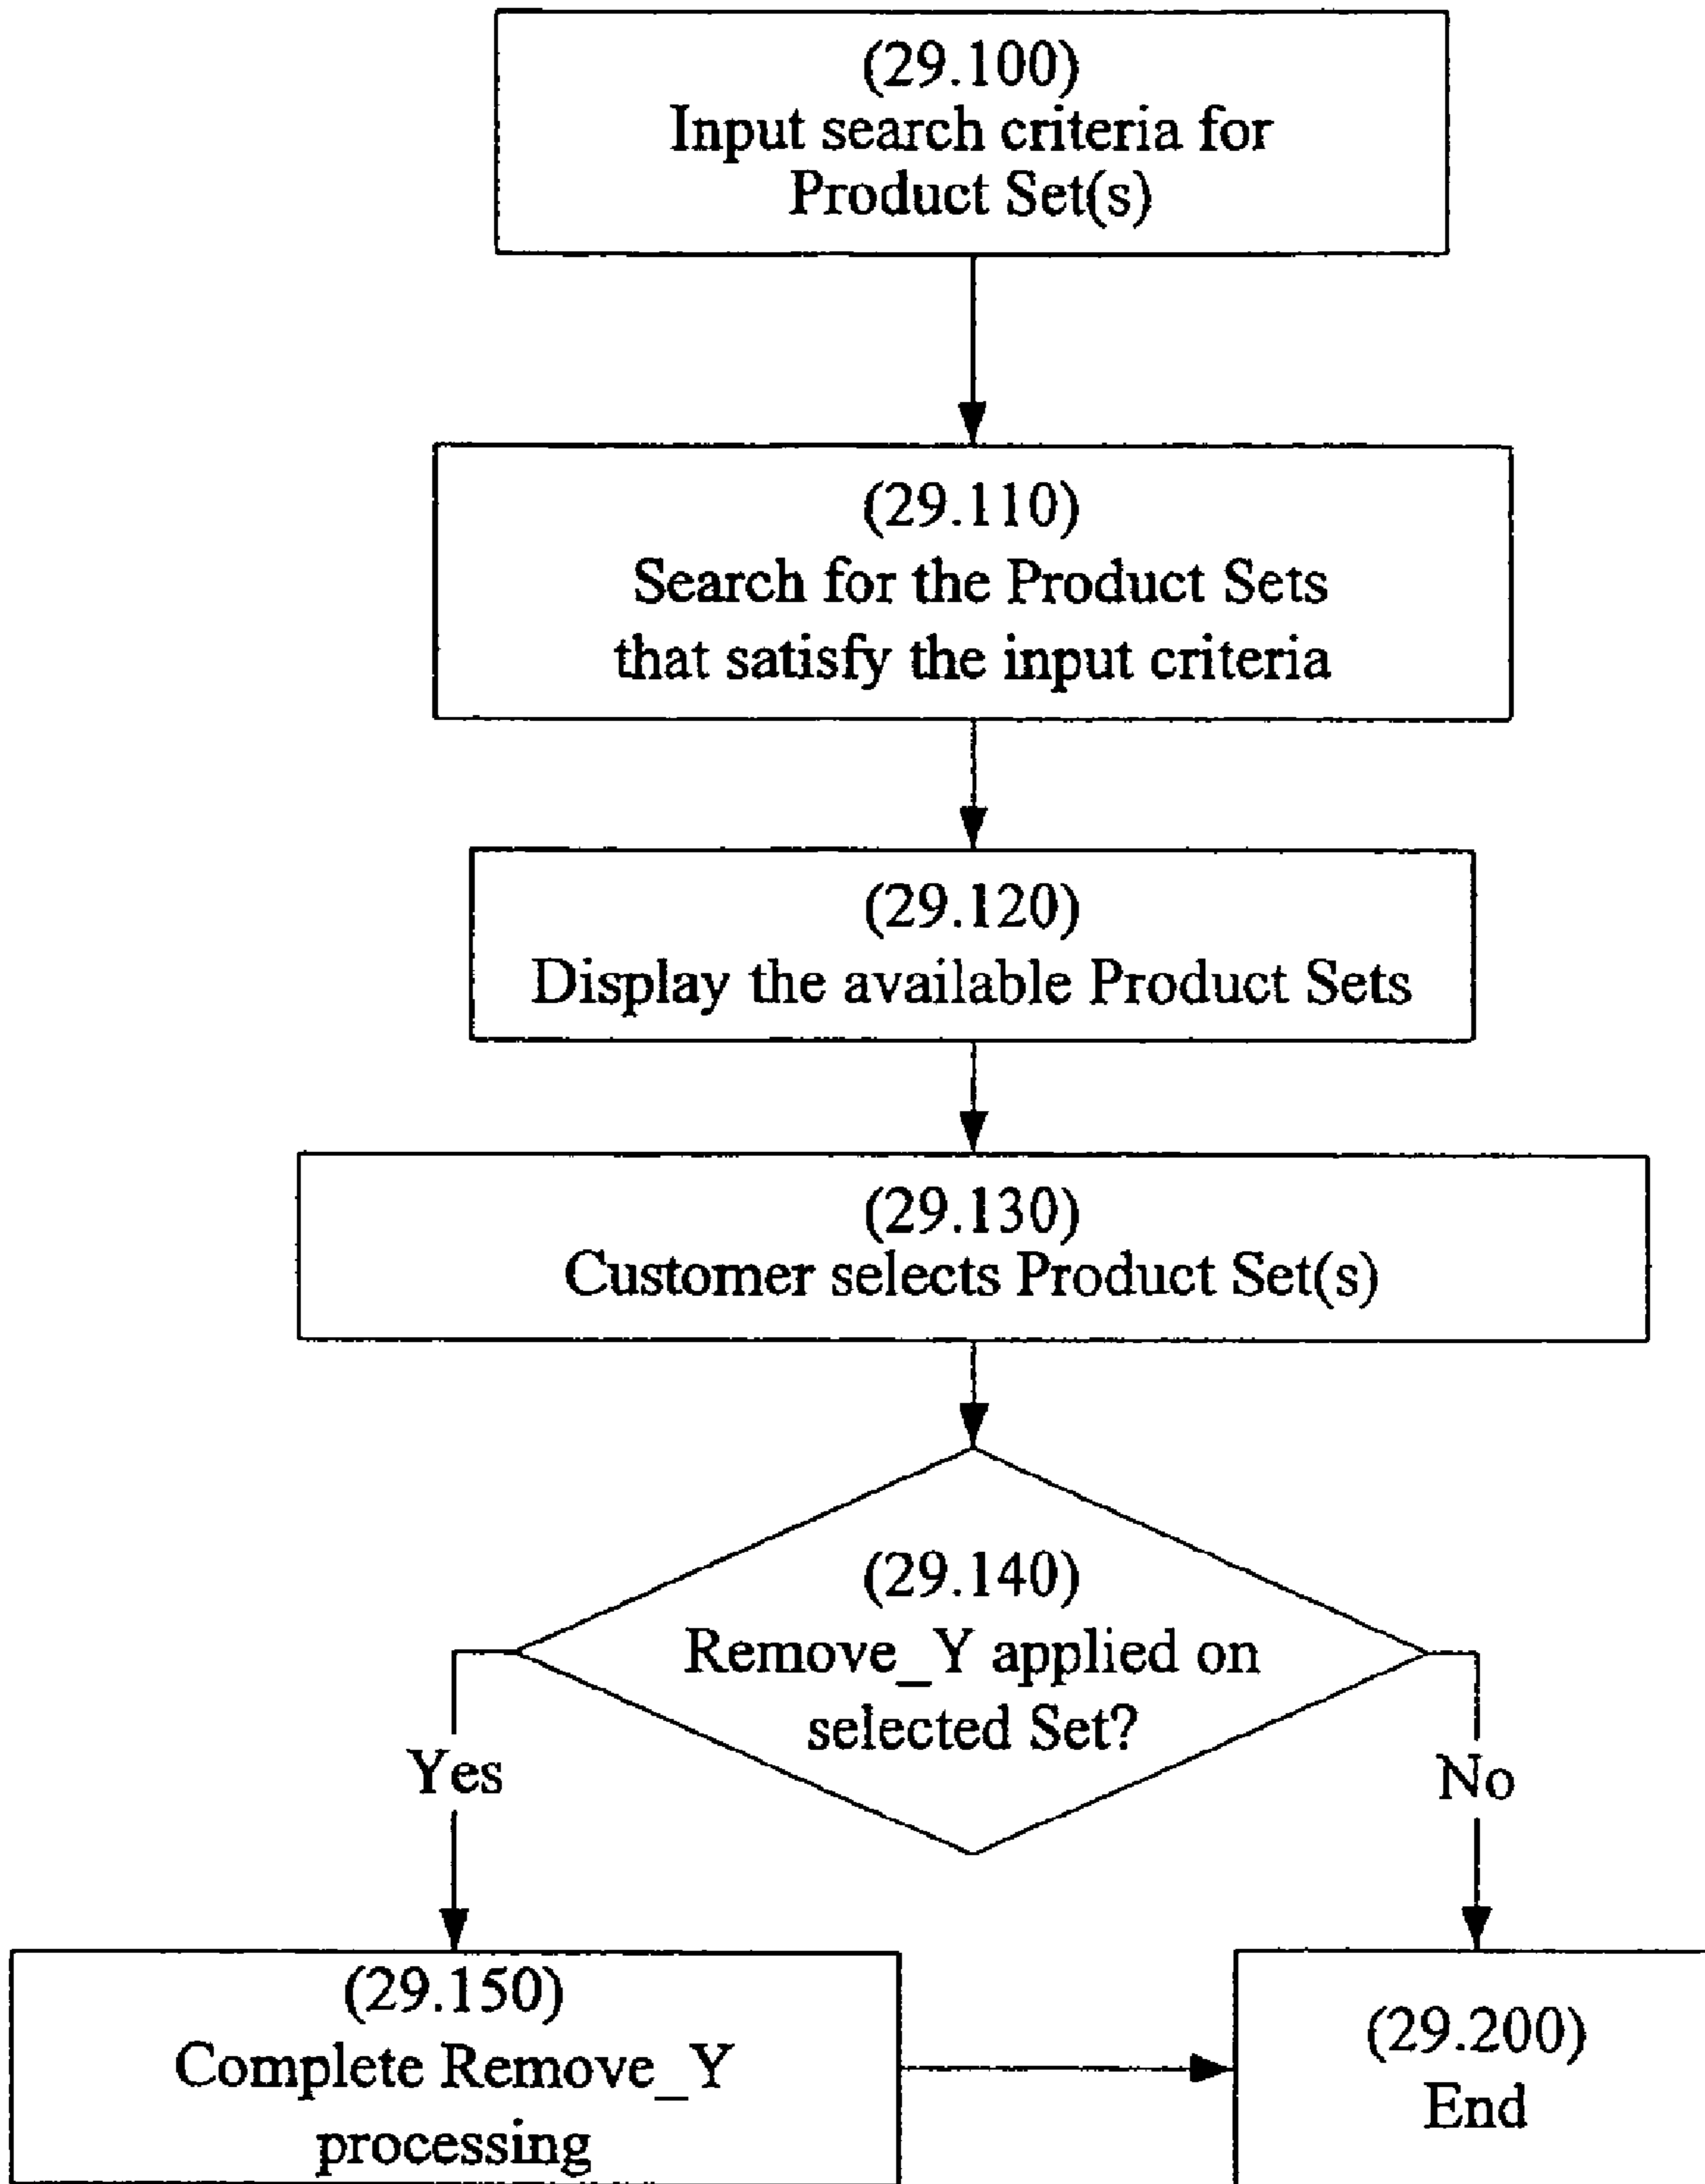 (29.100)
Input search criteria for
Product Set(s)
(29.110)
Search for the Product Sets
that satisfy the input criteria
(29.120)
Display the available Product Sets
(29.130)
Customer selects Product Set(s)
(29.140)
Remove_Y applied on
selected Set?
Yes
No
(29.150)
Complete Remove_Y
processing
(29.200)
End